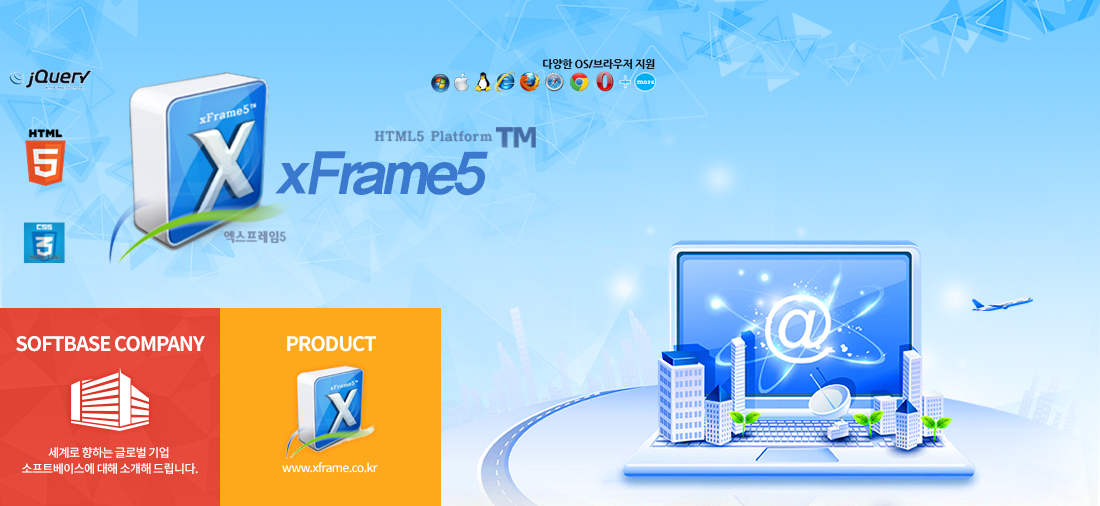 다양한 OS/브라우저 지원
more
jQuery
xFrame5™
X
HTML5 Platform TM
xFrame5
HTML
5
엑스프레임5
CSS
3
@
SOFTBASE COMPANY
세계로 향하는 글로벌 기업
소프트베이스에 대해 소개해 드립니다.
PRODUCT
xFrame5™
X
www.xframe.co.kr